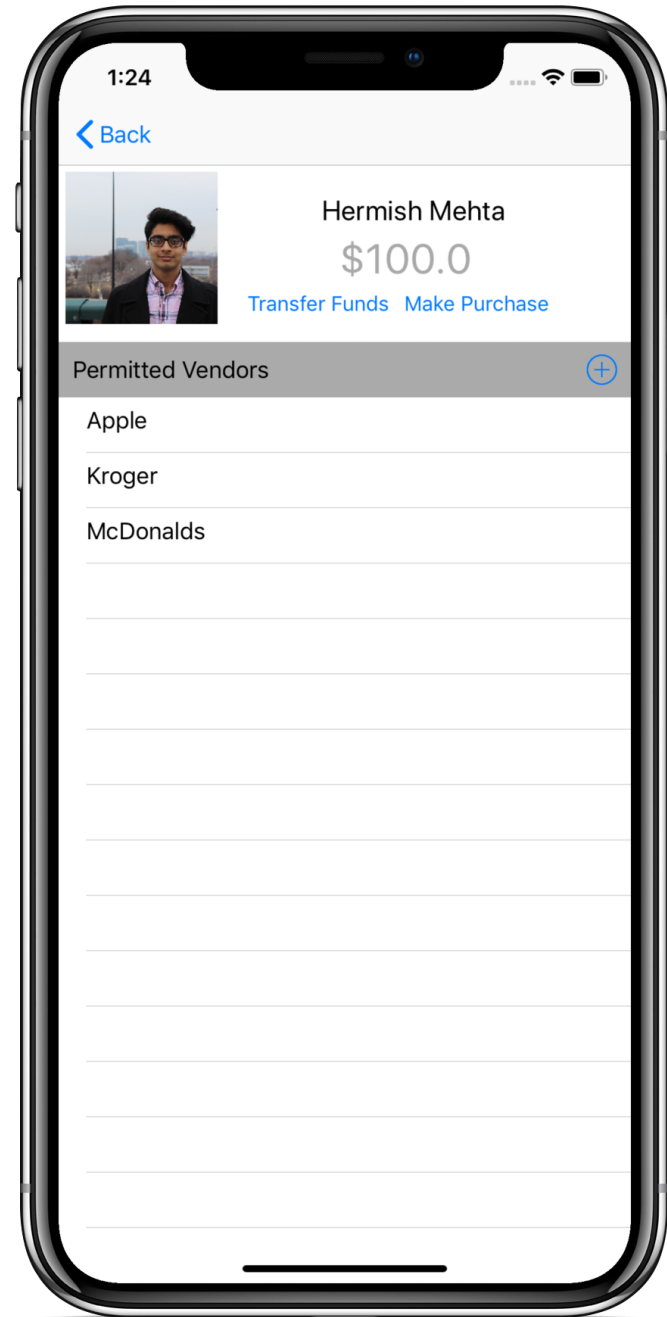 1:24
Back
Hermish Mehta
$100.0
Transfer Funds Make Purchase
Permitted Vendors
Apple
Kroger
McDonalds